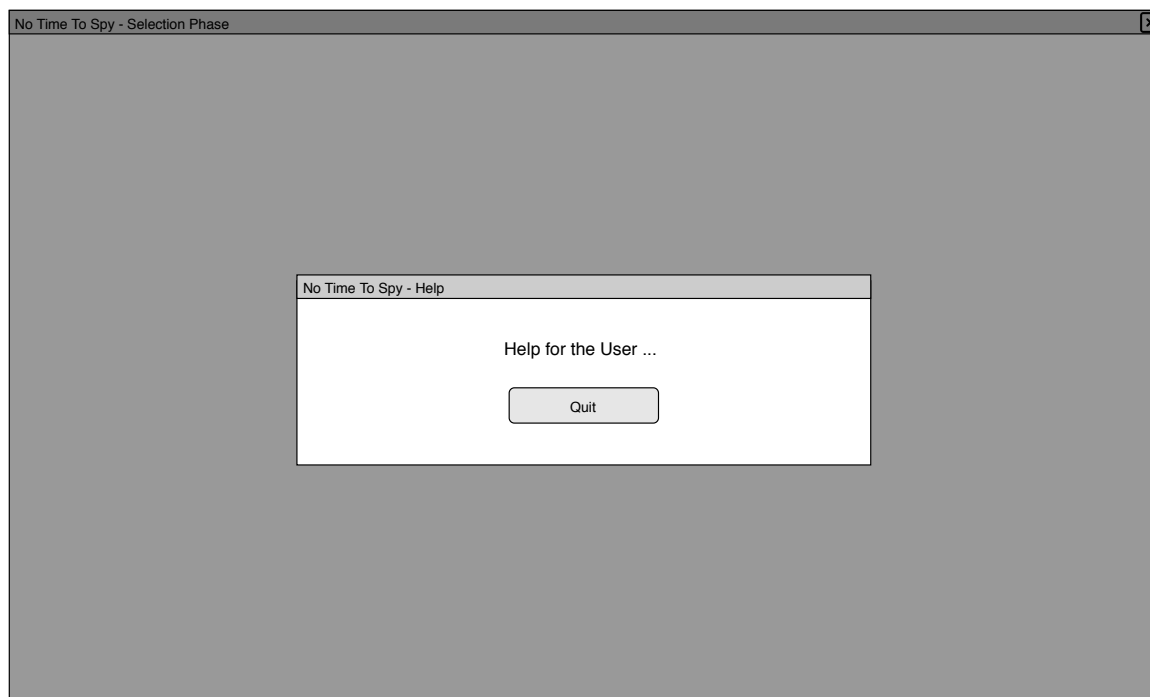 No Time To Spy - Selection Phase
No Time To Spy - Help
Help for the User ...
Quit